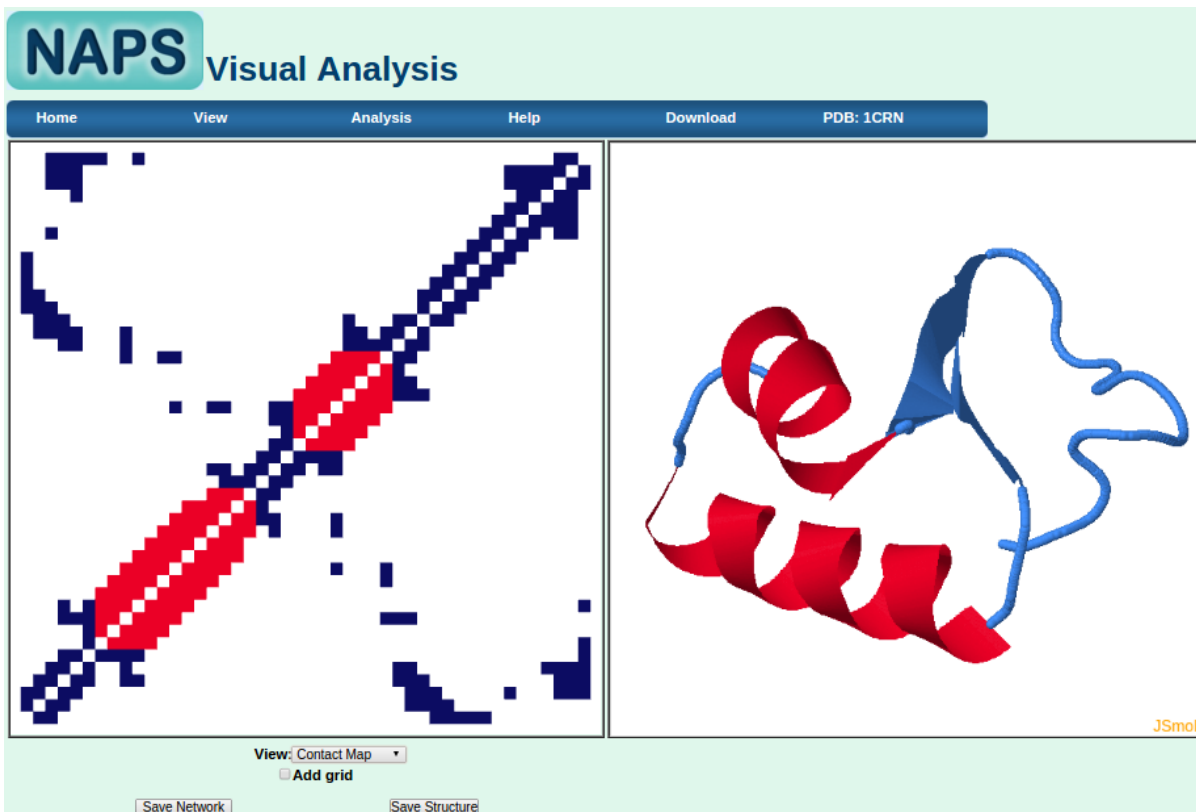 NAPS Visual Analysis
Home View Analysis Help Download PDB: 1CRN
JSmol
View: Contact Map
Add grid
Save Network Save Structure